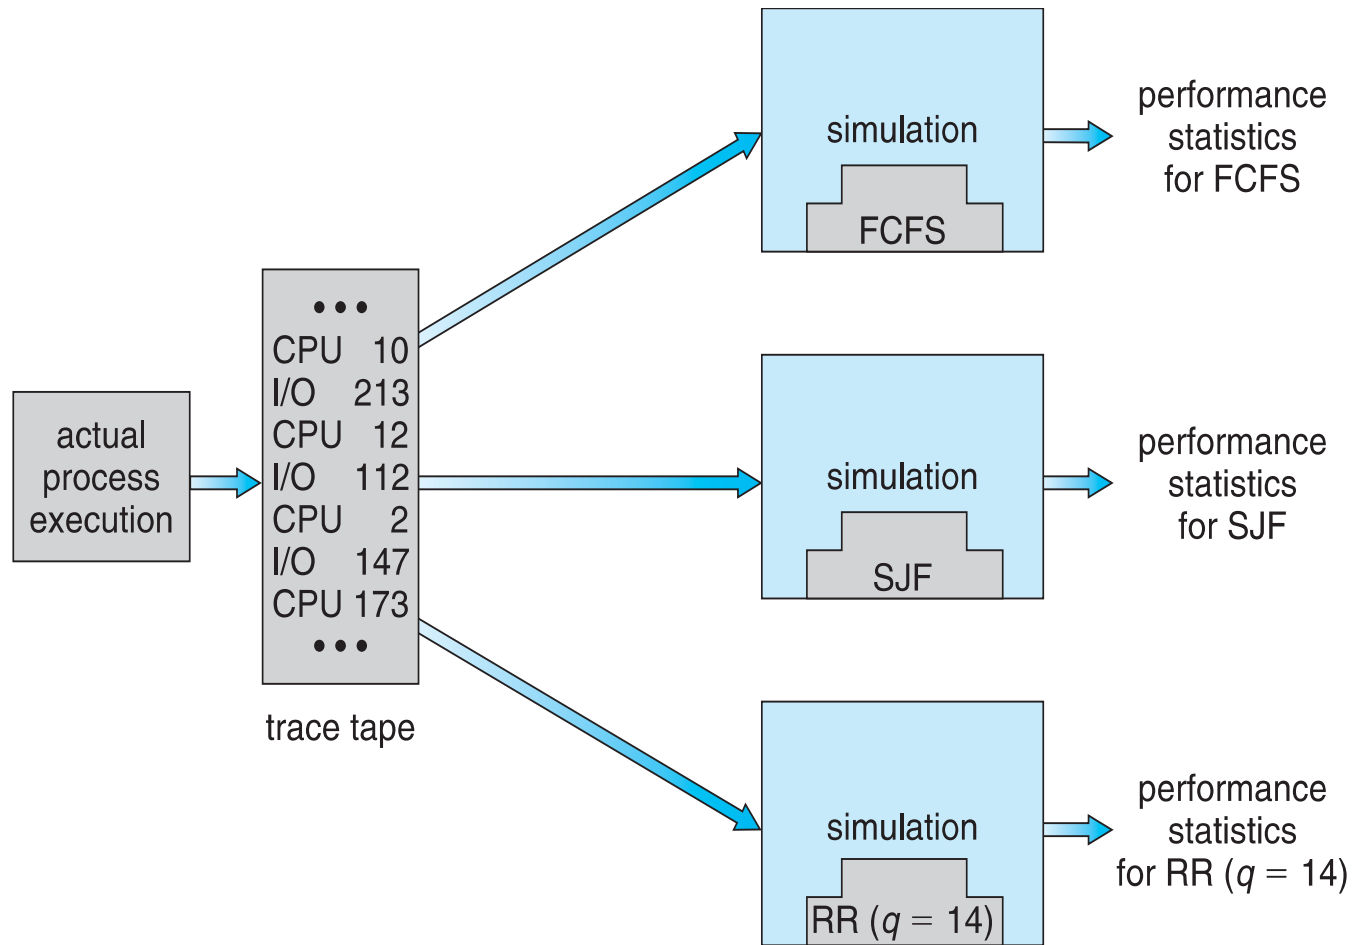 actual
process
execution
• • •
CPU 10
I/O 213
CPU 12
I/O 112
CPU 2
I/O 147
CPU 173
• • •
trace tape
simulation
FCFS
performance
statistics
for FCFS
simulation
SJF
performance
statistics
for SJF
simulation
RR (q = 14)
performance
statistics
for RR (q = 14)